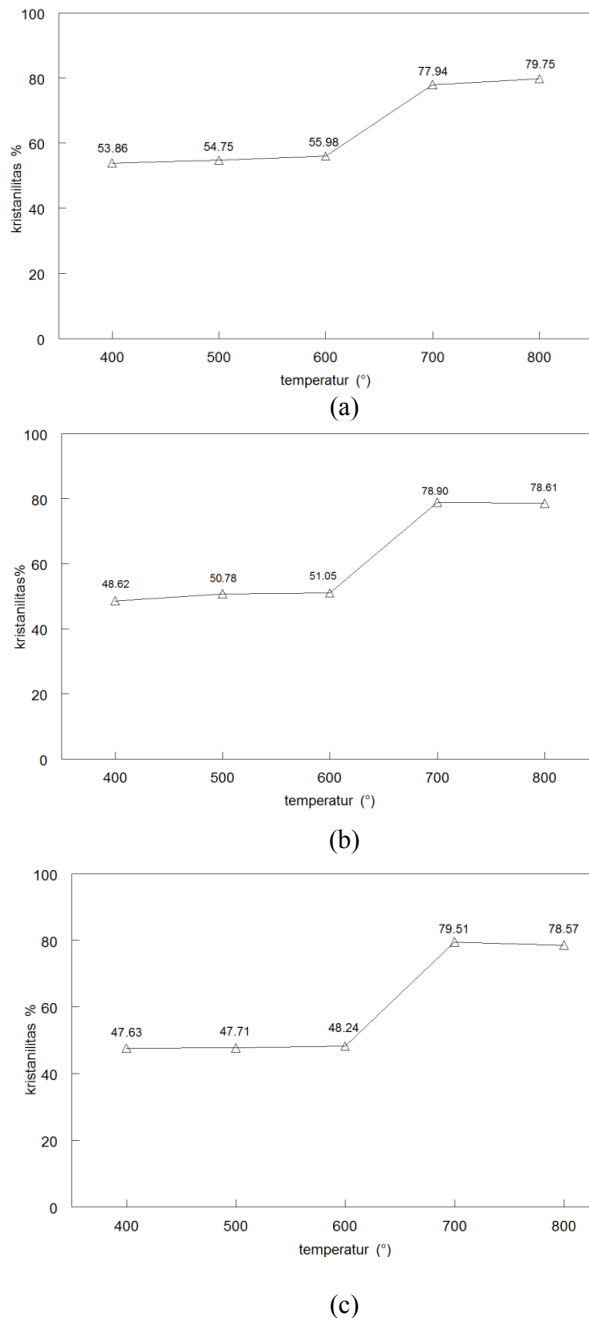 100
80
60
40
20
0
kristanilitas %
53.86
54.75
55.98
77.94
79.75
400 500 600 700 800
temperatur (°)
(a)
100
80
60
40
20
0
kristanilitas%
48.62
50.78
51.05
78.90
78.61
400 500 600 700 800
temperatur (°)
(b)
100
80
60
40
20
0
kristanilitas %
47.63
47.71
48.24
79.51
78.57
400 500 600 700 800
temperatur (°)
(c)